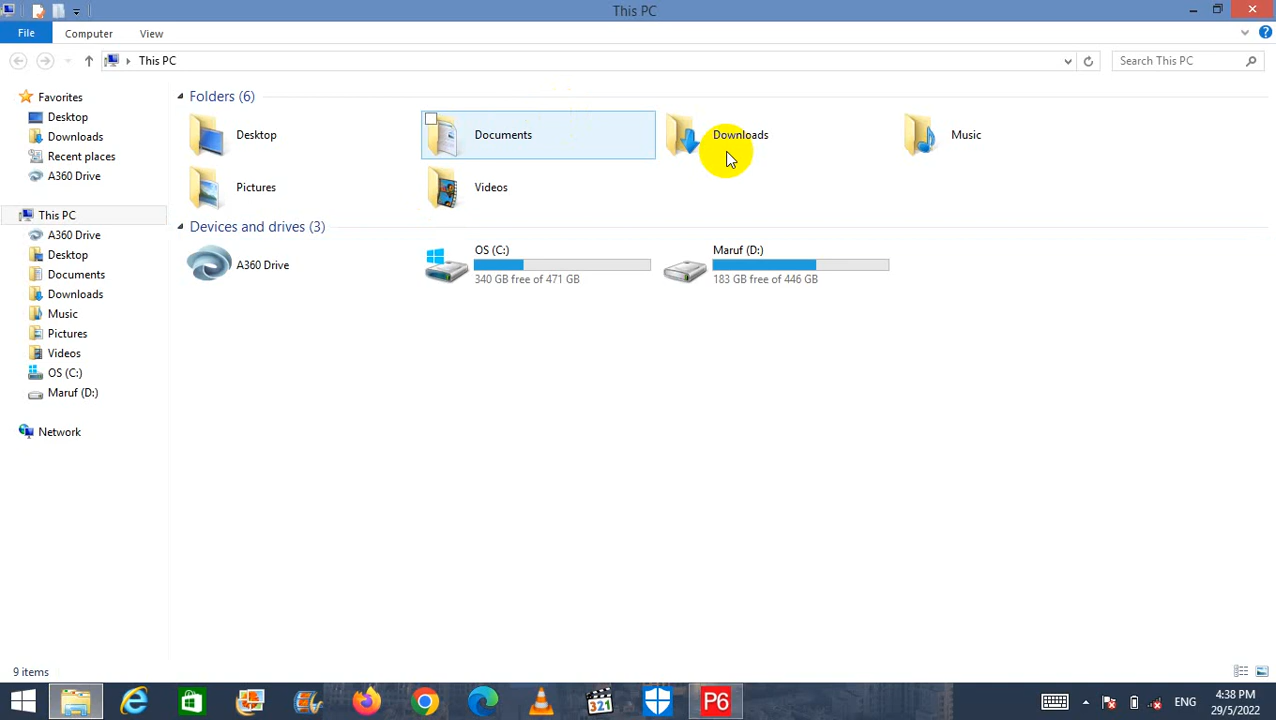 This PC
File Computer View
This PC
Search This PC
Favorites
Desktop
Downloads
Recent places
A360 Drive
This PC
A360 Drive
Desktop
Documents
Downloads
Music
Pictures
Videos
OS (C:)
Maruf (D:)
Network
Folders (6)
Desktop Documents Downloads Music
Pictures Videos
Devices and drives (3)
A360 Drive
OS (C:)
340 GB free of 471 GB
Maruf (D:)
183 GB free of 446 GB
9 items
321
P6
ENG
4:38 PM
29/5/2022